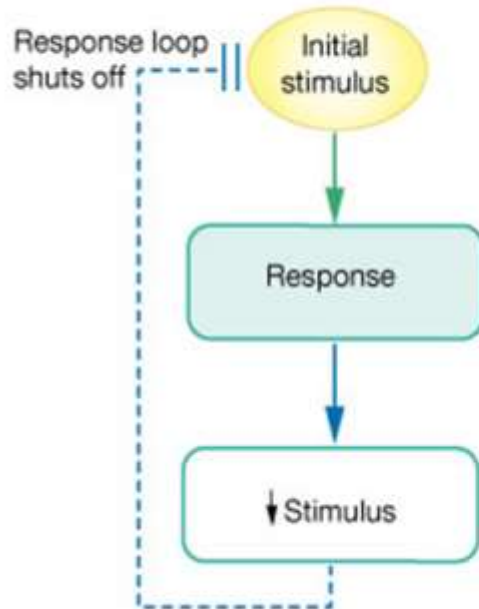 Response loop
shuts off
Initial
stimulus
Response
↓ Stimulus